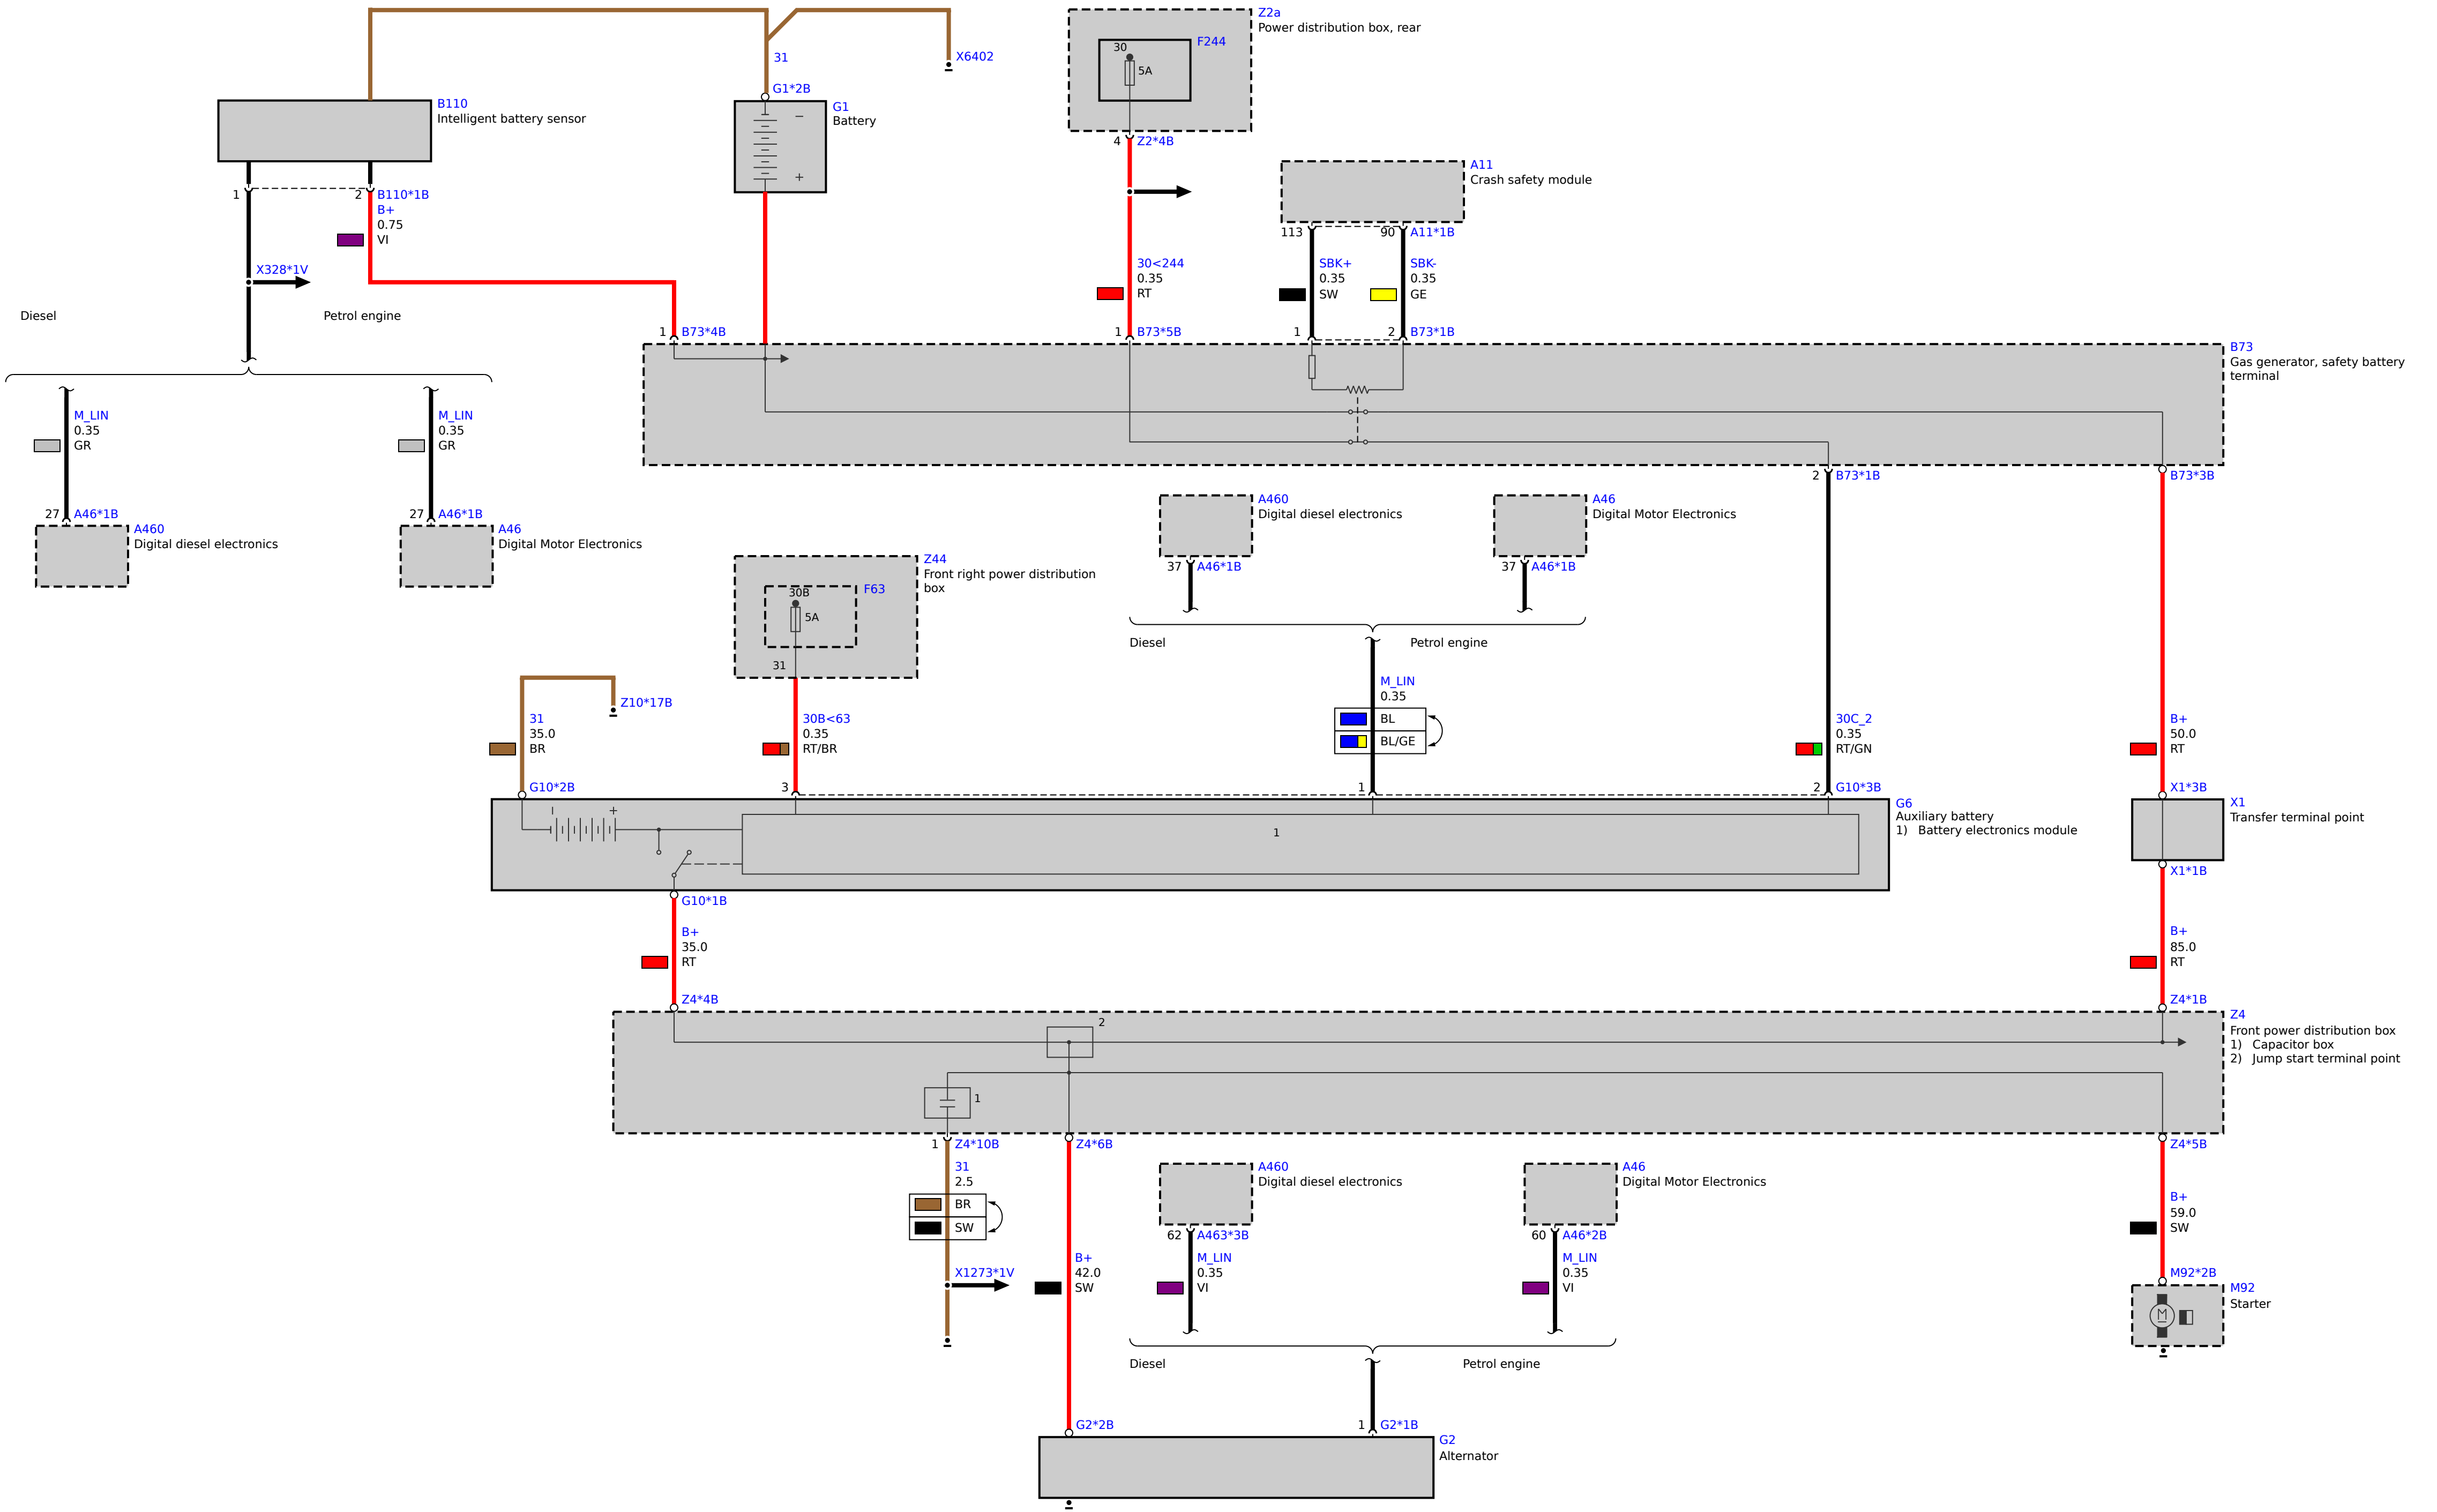 Z2a
Power distribution box, rear
30
F244
5A
31
X6402
G1*2B
B110
Intelligent battery sensor
G1
Battery
−
+
4
Z2*4B
A11
Crash safety module
1
2
B110*1B
B+
0.75
VI
113
90
A11*1B
X328*1V
30<244
0.35
RT
SBK+
0.35
SW
SBK-
0.35
GE
Diesel
Petrol engine
1
B73*4B
1
B73*5B
1
2
B73*1B
B73
Gas generator, safety battery
terminal
M_LIN
0.35
GR
M_LIN
0.35
GR
2
B73*1B
B73*3B
27
A46*1B
27
A46*1B
A460
Digital diesel electronics
A46
Digital Motor Electronics
A460
Digital diesel electronics
A46
Digital Motor Electronics
37
A46*1B
37
A46*1B
Z44
Front right power distribution
box
30B
F63
5A
31
Diesel
Petrol engine
Z10*17B
31
35.0
BR
30B<63
0.35
RT/BR
M_LIN
0.35
BL
BL/GE
30C_2
0.35
RT/GN
B+
50.0
RT
G10*2B
3
1
2
G10*3B
X1*3B
G6
Auxiliary battery
1) Battery electronics module
X1
Transfer terminal point
+
1
X1*1B
G10*1B
B+
35.0
RT
B+
85.0
RT
Z4*4B
Z4*1B
Z4
Front power distribution box
1) Capacitor box
2) Jump start terminal point
2
1
1
Z4*10B
Z4*6B
Z4*5B
31
2.5
BR
SW
A460
Digital diesel electronics
A46
Digital Motor Electronics
B+
59.0
SW
62
A463*3B
60
A46*2B
X1273*1V
B+
42.0
SW
M_LIN
0.35
VI
M_LIN
0.35
VI
M92*2B
M92
Starter
M
Diesel
Petrol engine
G2*2B
1
G2*1B
G2
Alternator